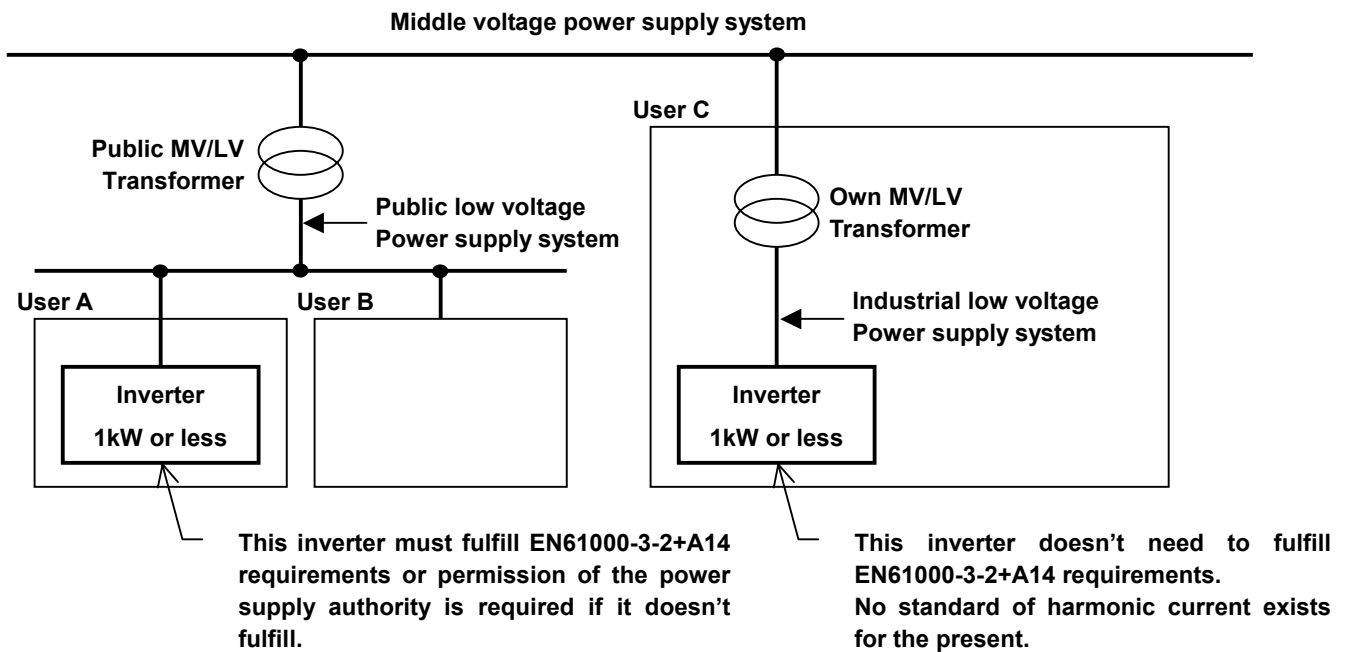 Middle voltage power supply system
User C
Public MV/LV
Transformer
Own MV/LV
Transformer
Public low voltage
Power supply system
User A
User B
Industrial low voltage
Power supply system
Inverter
1kW or less
Inverter
1kW or less
This inverter must fulfill EN61000-3-2+A14
requirements or permission of the power
supply authority is required if it doesn’t
fulfill.
This inverter doesn’t need to fulfill
EN61000-3-2+A14 requirements.
No standard of harmonic current exists
for the present.